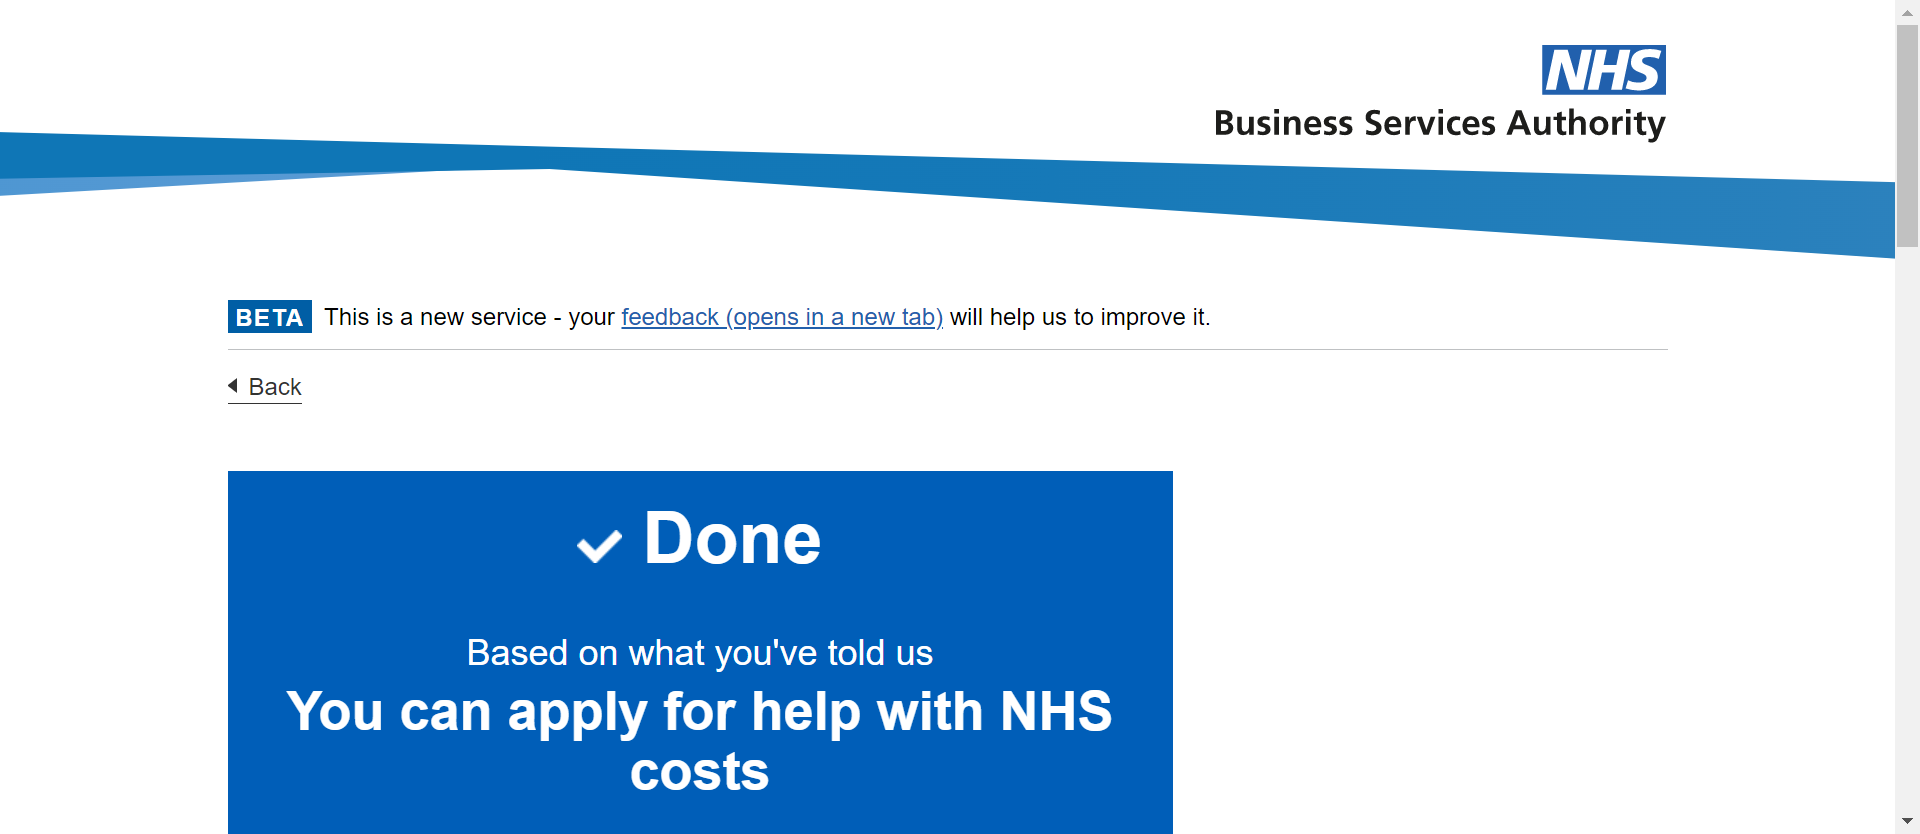 NHS
Business Services Authority
BETA This is a new service - your feedback (opens in a new tab) will help us to improve it.
Back
Done
Based on what you've told us
You can apply for help with NHS
costs